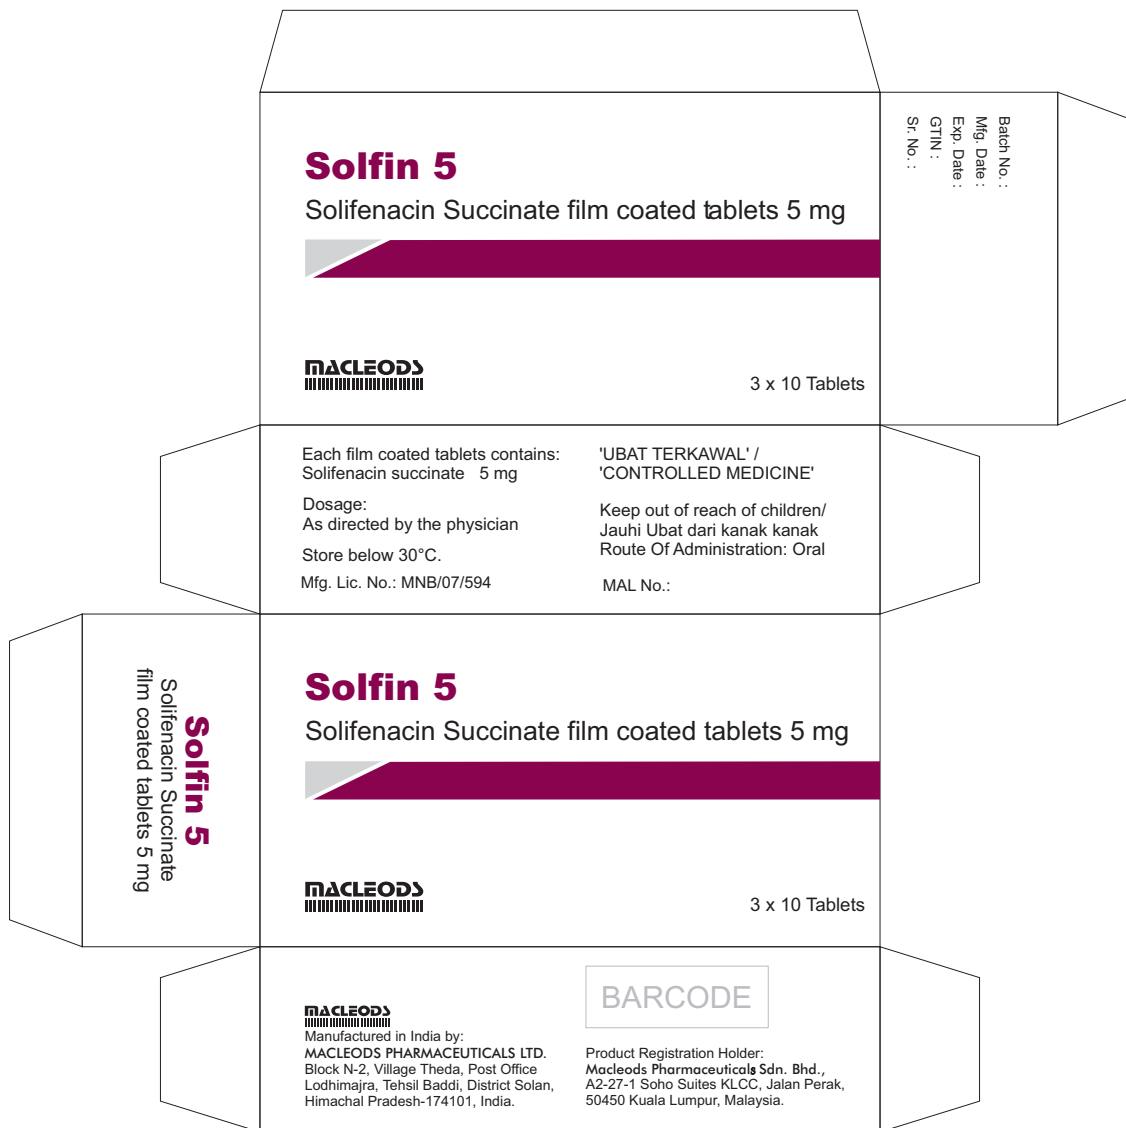 Solfin 5
Solifenacin Succinate film coated tablets 5 mg
MACLEODS
3 x 10 Tablets
Batch No. :
Mfg. Date :
Exp. Date :
GTIN :
Sr. No. :
Each film coated tablets contains:
Solifenacin succinate 5 mg
Dosage:
As directed by the physician
Store below 30°C.
Mfg. Lic. No.: MNB/07/594
'UBAT TERKAWAL' /
'CONTROLLED MEDICINE'
Keep out of reach of children/
Jauhi Ubat dari kanak kanak
Route Of Administration: Oral
MAL No.:
Solfin 5
Solifenacin Succinate
film coated tablets 5 mg
Solfin 5
Solifenacin Succinate film coated tablets 5 mg
MACLEODS
3 x 10 Tablets
MACLEODS
Manufactured in India by:
MACLEODS PHARMACEUTICALS LTD.
Block N-2, Village Theda, Post Office
Lodhimajra, Tehsil Baddi, District Solan,
Himachal Pradesh-174101, India.
BARCODE
Product Registration Holder:
Macleods Pharmaceuticals Sdn. Bhd.,
A2-27-1 Soho Suites KLCC, Jalan Perak,
50450 Kuala Lumpur, Malaysia.